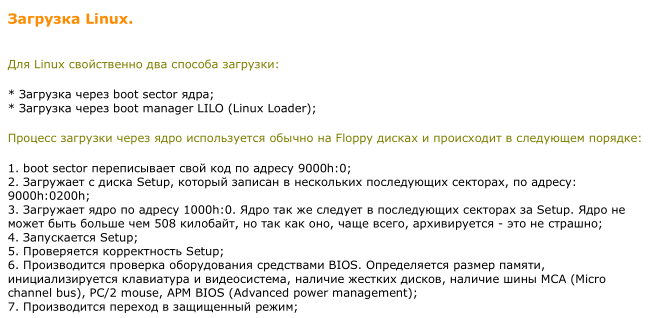 Загрузка Linux.
Для Linux свойственно два способа загрузки:
* Загрузка через boot sector ядра;
* Загрузка через boot manager LILO (Linux Loader);
Процесс загрузки через ядро используется обычно на Floppy дисках и происходит в следующем порядке:
1. boot sector переписывает свой код по адресу 9000h:0;
2. Загружает с диска Setup, который записан в нескольких последующих секторах, по адресу:
9000h:0200h;
3. Загружает ядро по адресу 1000h:0. Ядро так же следует в последующих секторах за Setup. Ядро не
может быть больше чем 508 килобайт, но так как оно, чаще всего, архивируется - это не страшно;
4. Запускается Setup;
5. Проверяется корректность Setup;
6. Производится проверка оборудования средствами BIOS. Определяется размер памяти,
инициализируется клавиатура и видеосистема, наличие жестких дисков, наличие шины MCA (Micro
channel bus), PC/2 mouse, APM BIOS (Advanced power management);
7. Производится переход в защищенный режим;